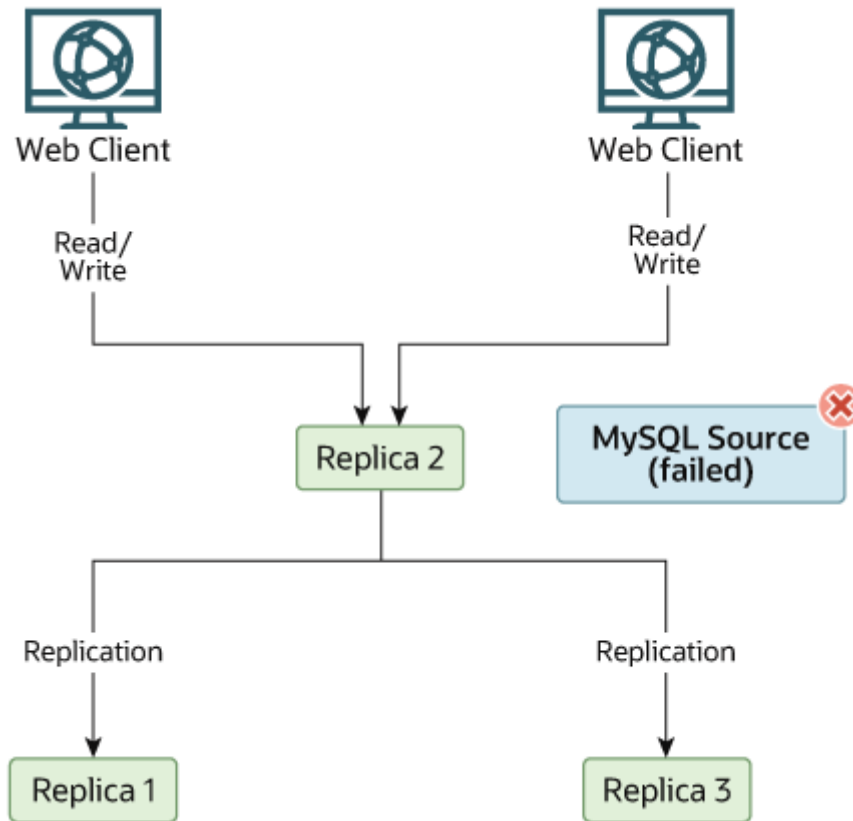 Web Client
Web Client
Read/
Write
Read/
Write
Replica 2
MySQL Source
(failed)
Replication
Replication
Replica 1
Replica 3